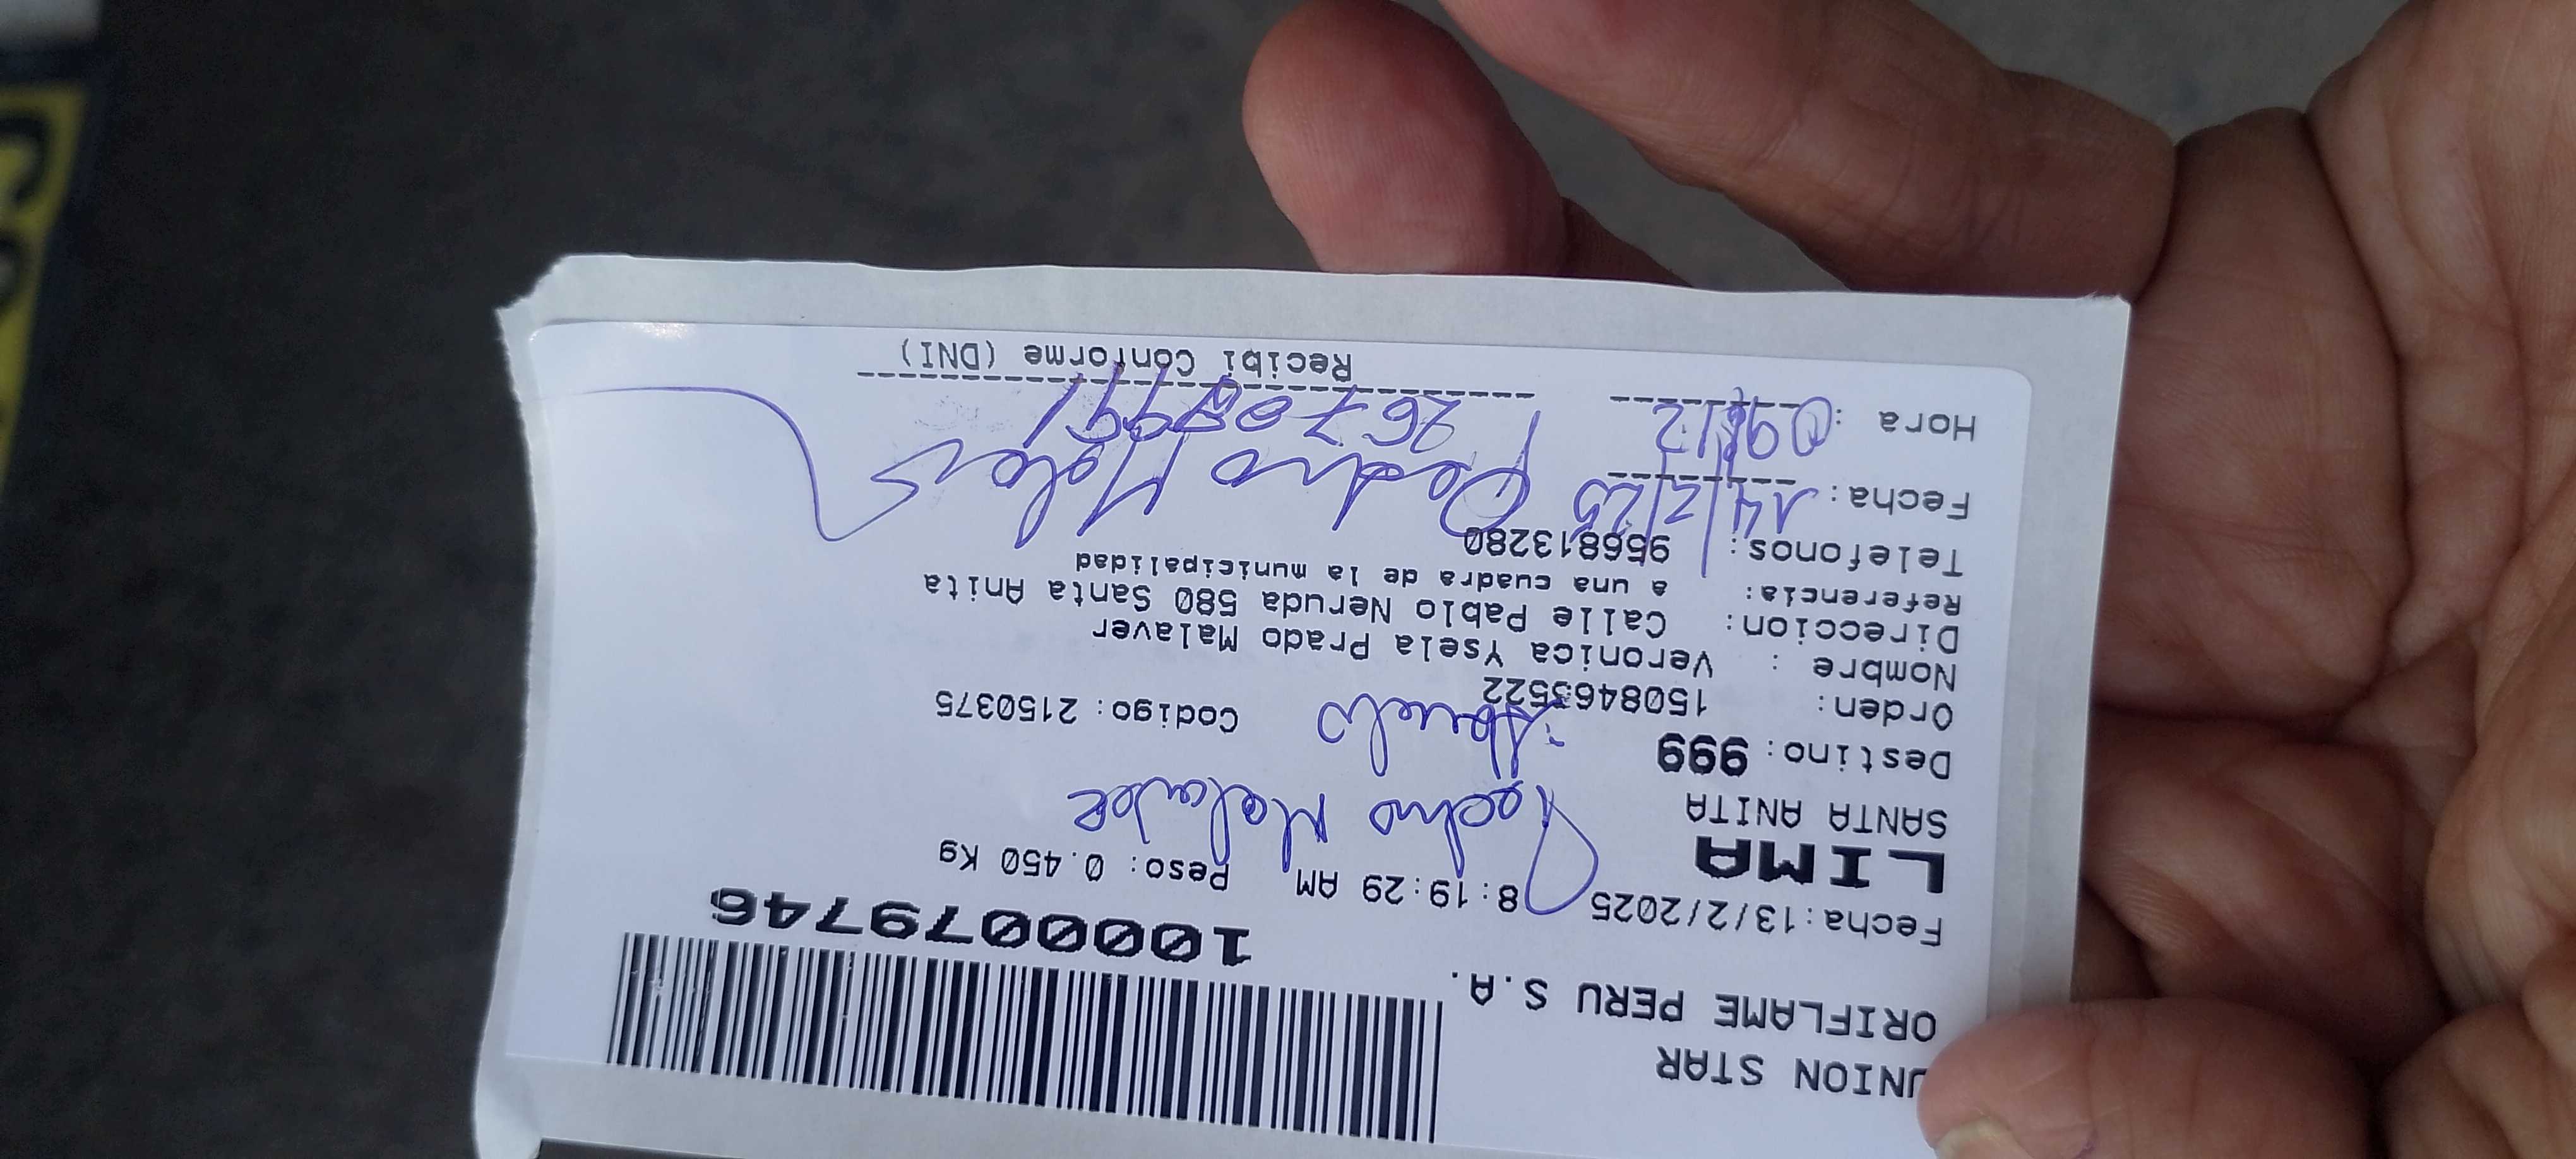 UNION STAR
ORIFLAME PERU S.A.
1000079746
Fecha:13/2/2025 8:19:29 AM Peso: 0.450 Kg
LIMA
Pedro Malaver
SANTA ANITA
Destino: 999
Abuelo
Orden: 1508463522 Codigo: 2150375
Nombre : Veronica Ysela Prado Malaver
Direccion: Calle Pablo Neruda 580 Santa Anita
Referencia: a una cuadra de la municipalidad
Telefonos: 956813280
Fecha: 14/2/25 Pedro
Hora : 09:12
Recibi Conforme (DNI)